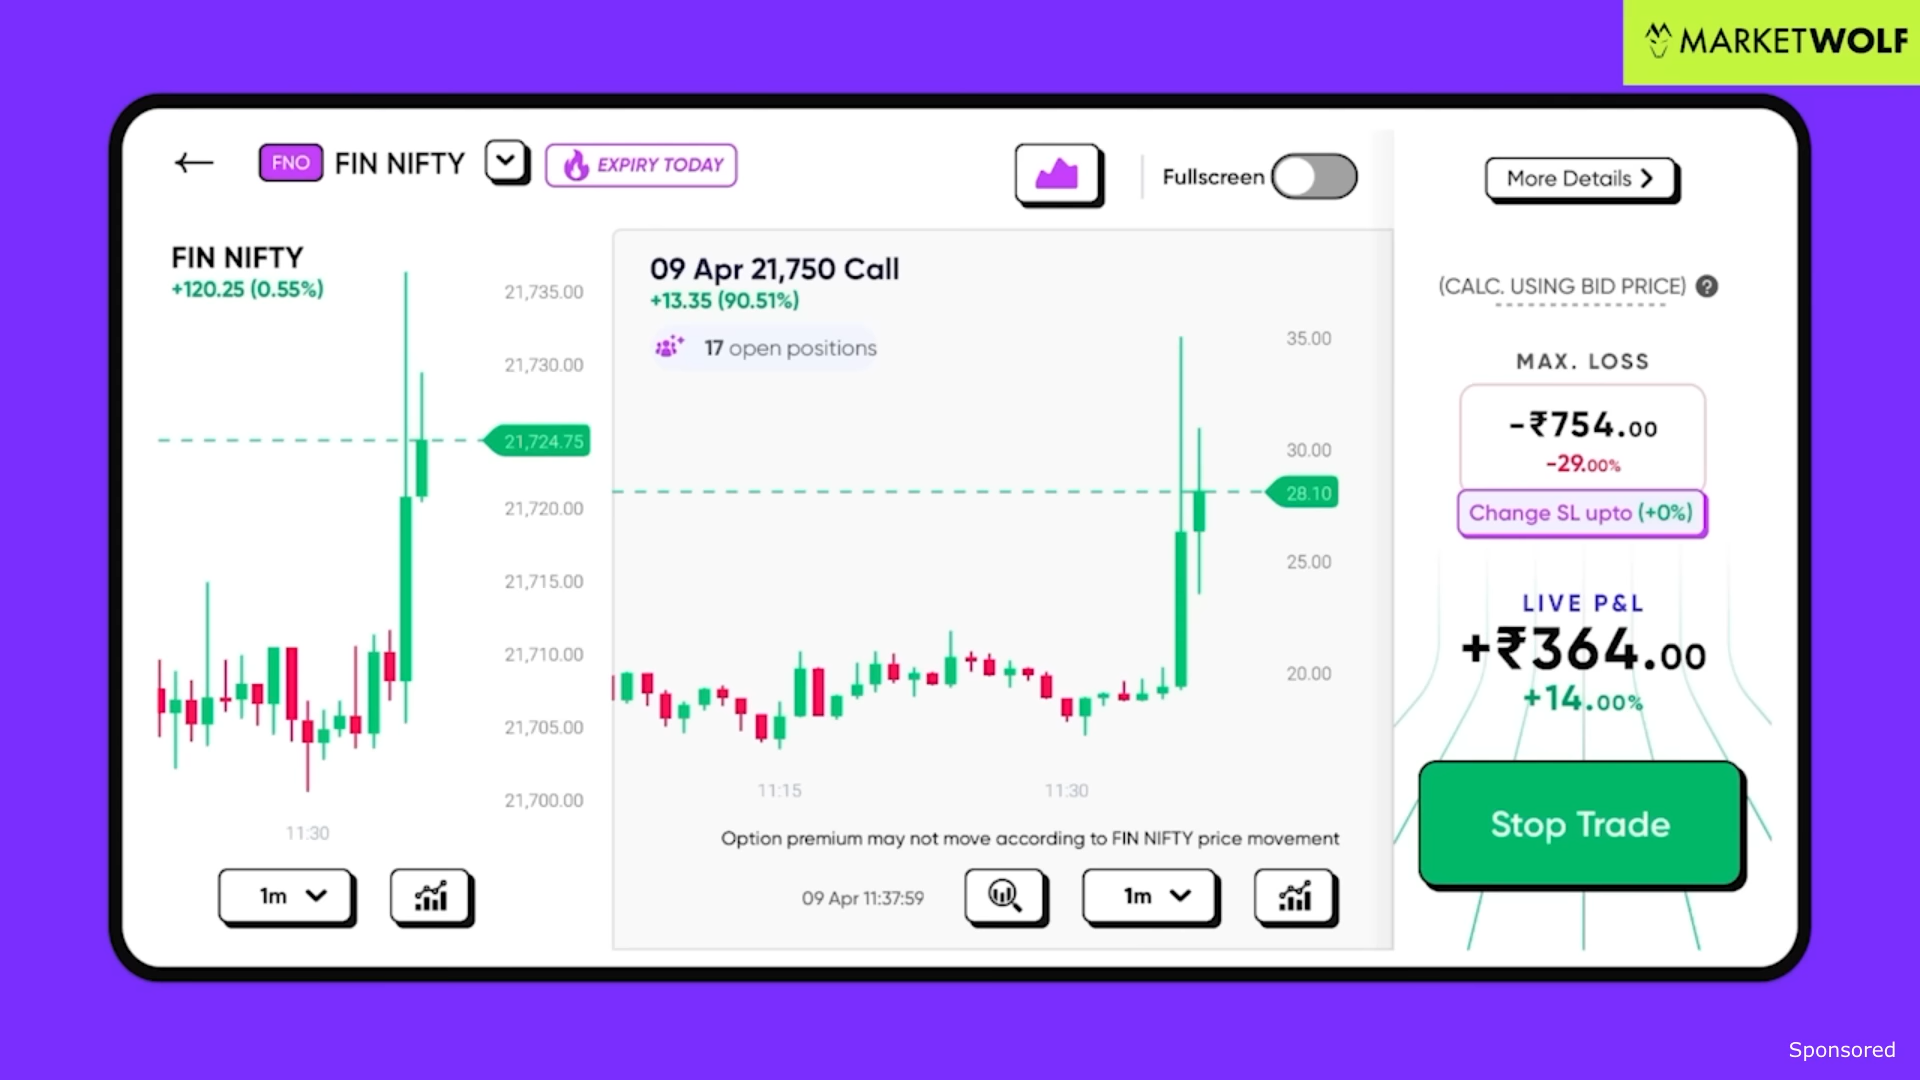 MARKETWOLF
FNO
FIN NIFTY
EXPIRY TODAY
Fullscreen
More Details
FIN NIFTY
+120.25 (0.55%)
21,735.00
21,730.00
21,724.75
21,720.00
21,715.00
21,710.00
21,705.00
21,700.00
11:30
1m
09 Apr 21,750 Call
+13.35 (90.51%)
17 open positions
35.00
30.00
28.10
25.00
20.00
11:15
11:30
Option premium may not move according to FIN NIFTY price movement
09 Apr 11:37:59
1m
(CALC. USING BID PRICE) ?
MAX. LOSS
-₹754.00
-29.00%
Change SL upto (+0%)
LIVE P&L
+₹364.00
+14.00%
Stop Trade
Sponsored